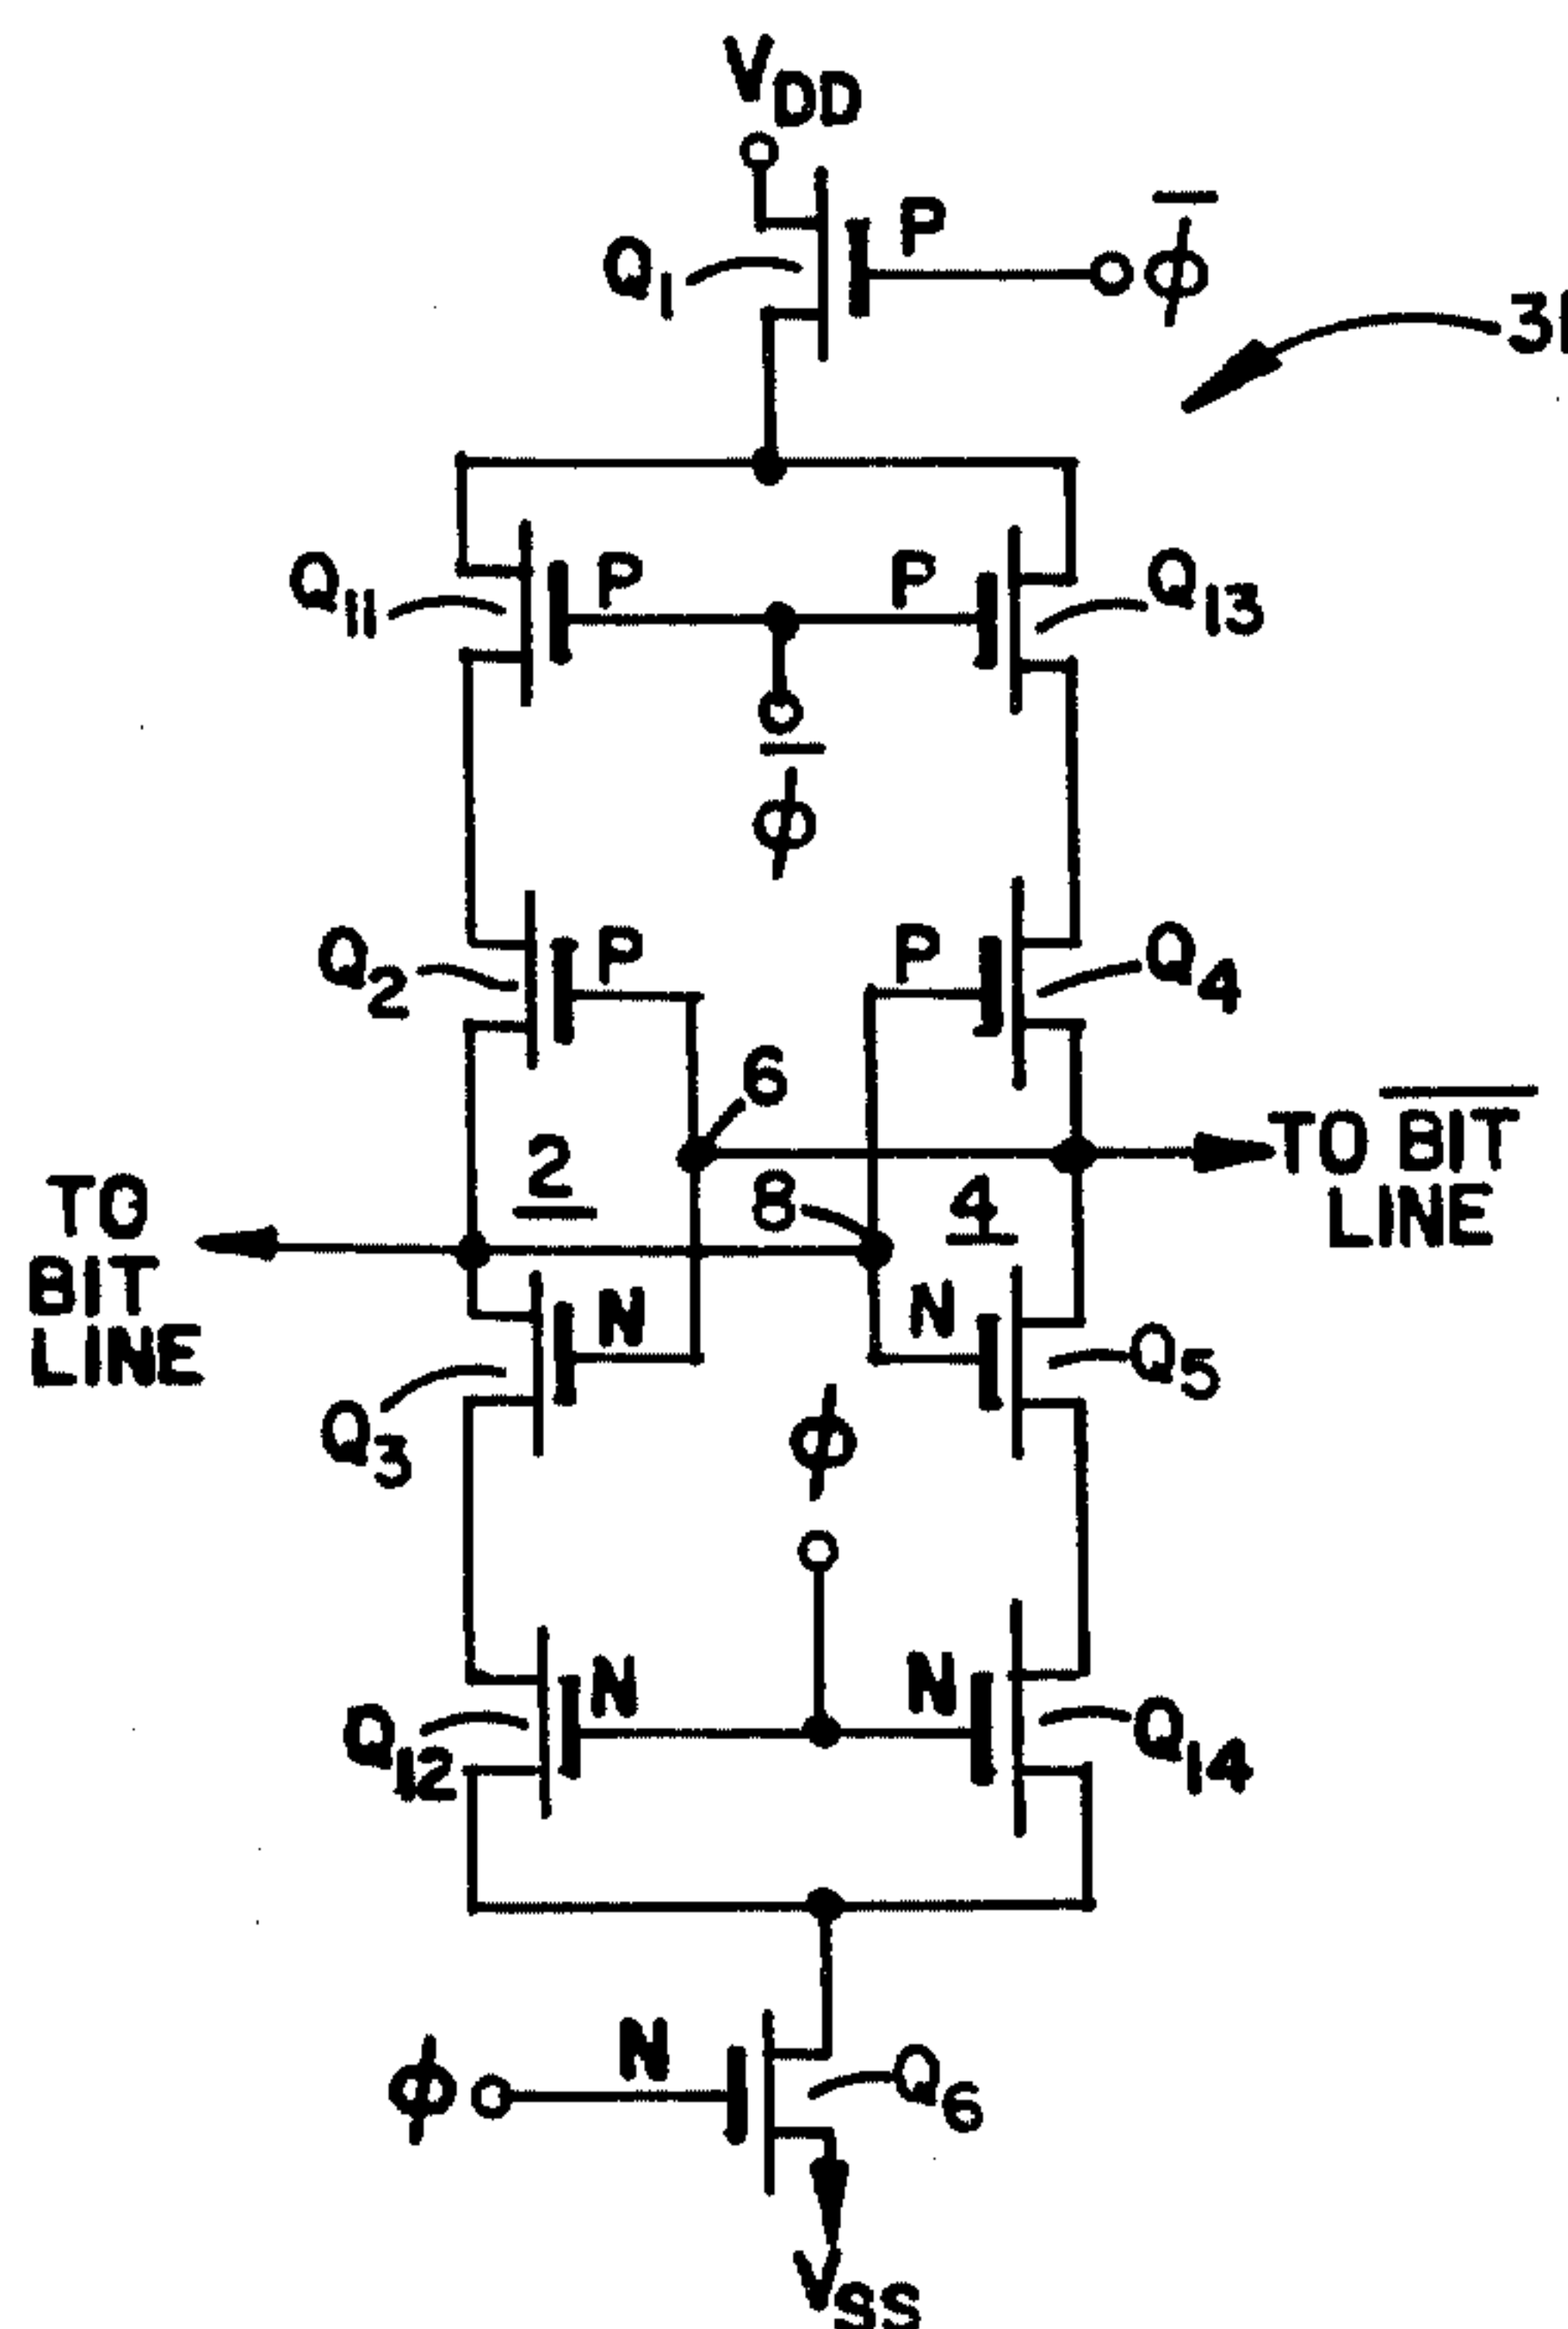 V_DD
Q_1
P
φ̅
Q_11
P
P
Q_13
φ̅
Q_2
P
P
Q_4
6
2
8
4
TO BIT̅ LINE
TO
BIT
LINE
N
N
Q_3
Q_5
φ
Q_12
N
N
Q_14
φ
N
Q_6
V_SS